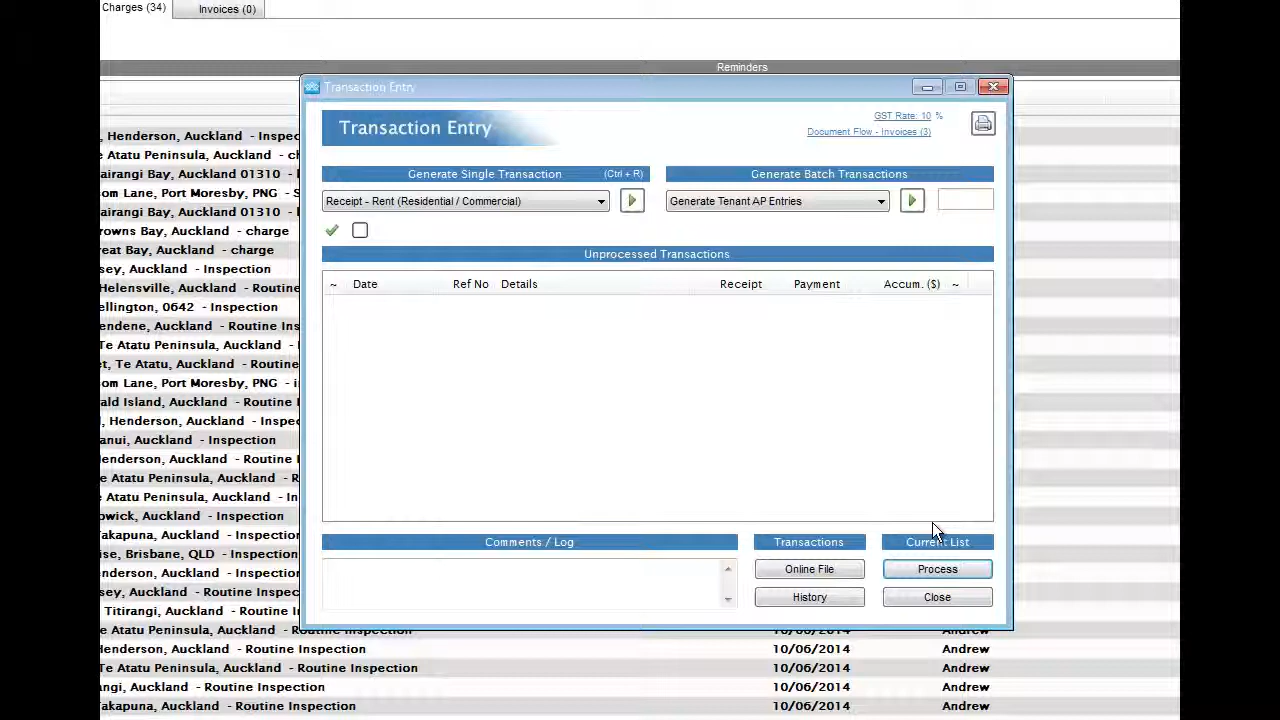 Charges (34)
Invoices (0)
Reminders
Transaction Entry
Transaction Entry
GST Rate: 10 %
Document Flow - Invoices (3)
Generate Single Transaction (Ctrl + R)
Generate Batch Transactions
Receipt - Rent (Residential / Commercial)
Generate Tenant AP Entries
Unprocessed Transactions
~ Date Ref No Details Receipt Payment Accum. ($) ~
Comments / Log
Transactions
Current List
Online File
Process
History
Close
, Henderson, Auckland - Inspec
Te Atatu Peninsula, Auckland - ch
airangi Bay, Auckland 01310 -
om Lane, Port Moresby, PNG - S
airangi Bay, Auckland 01310 -
rowns Bay, Auckland - charge
reat Bay, Auckland - charge
sey, Auckland - Inspection
Helensville, Auckland - Routine
ellington, 0642 - Inspection
endene, Auckland - Routine Ins
Te Atatu Peninsula, Auckland -
et, Te Atatu, Auckland - Routine
om Lane, Port Moresby, PNG - i
ald Island, Auckland - Routine I
, Henderson, Auckland - Inspec
anui, Auckland - Inspection
enderson, Auckland - Routine
e Atatu Peninsula, Auckland -
e Atatu Peninsula, Auckland - In
owick, Auckland - Inspection
akapuna, Auckland - Routine In
ise, Brisbane, QLD - Inspection
nderson, Auckland - Inspection
sey, Auckland - Routine Inspec
Titirangi, Auckland - Routine In
e Atatu Peninsula, Auckland - Routine Inspection 10/06/2014 Andrew
Henderson, Auckland - Routine Inspection 10/06/2014 Andrew
Te Atatu Peninsula, Auckland - Routine Inspection 10/06/2014 Andrew
ngi, Auckland - Routine Inspection 10/06/2014 Andrew
akapuna, Auckland - Routine Inspection 10/06/2014 Andrew